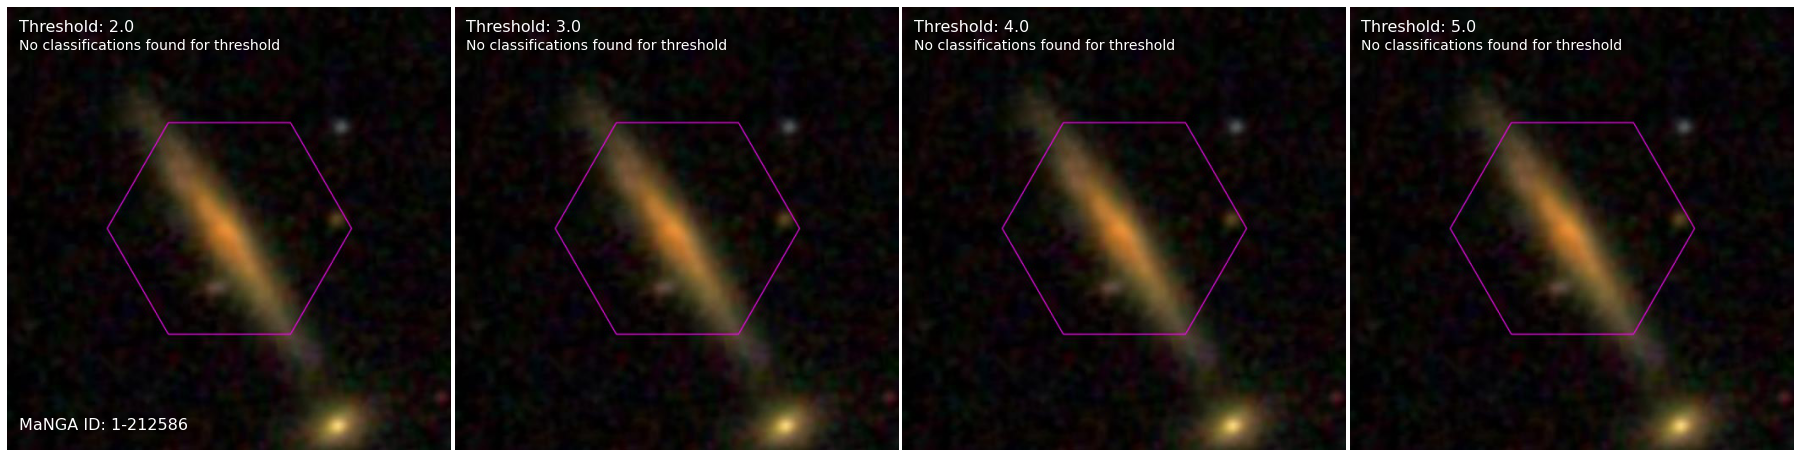 Threshold: 2.0
No classifications found for threshold
MaNGA ID: 1-212586
Threshold: 3.0
No classifications found for threshold
Threshold: 4.0
No classifications found for threshold
Threshold: 5.0
No classifications found for threshold